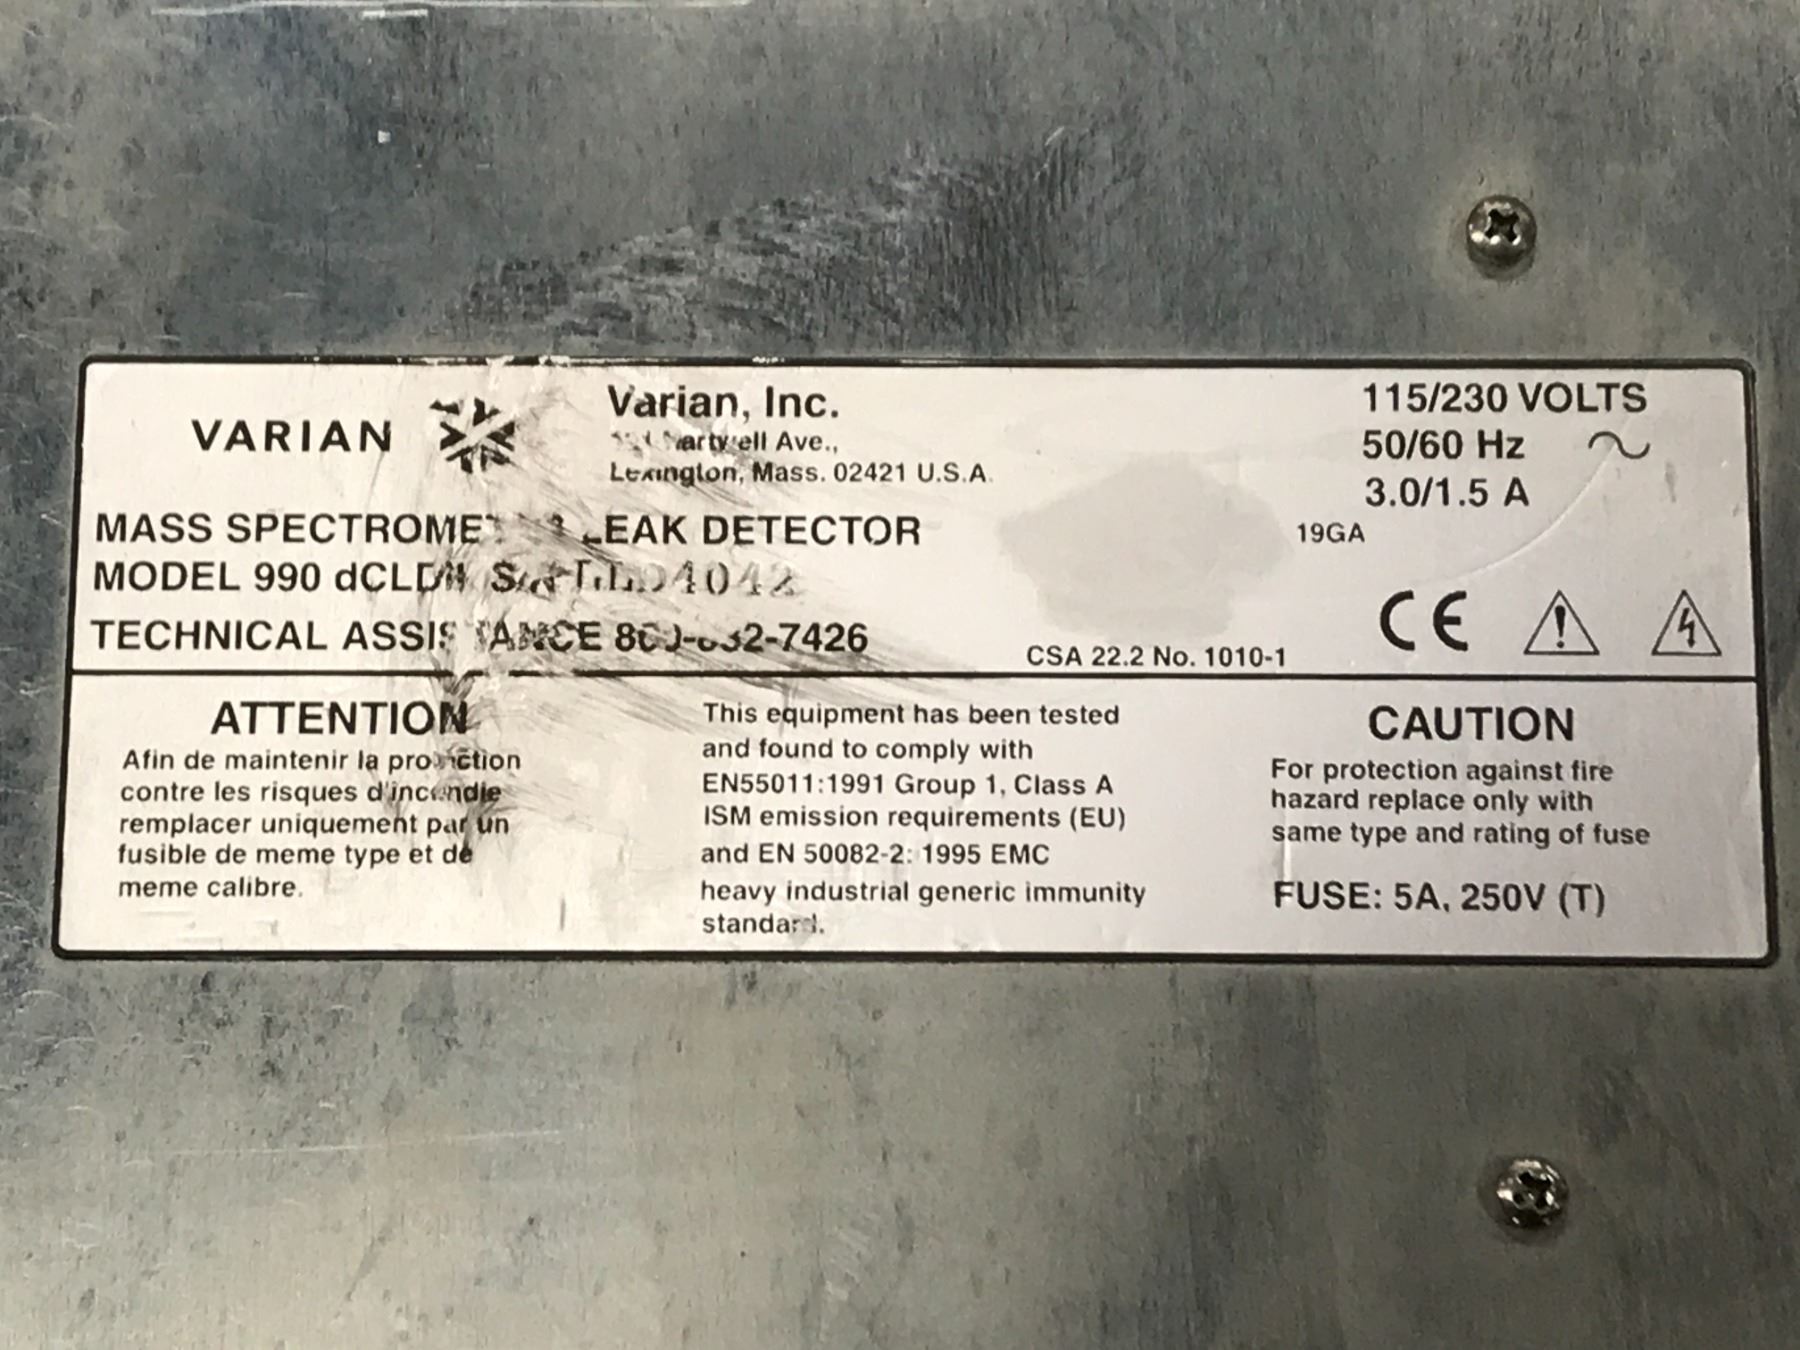 VARIAN
Varian, Inc.
Ave.,
Lexington, Mass. 02421 U.S.A.
115/230 VOLTS
50/60 Hz
3.0/1.5 A
19GA
MASS LEAK DETECTOR
MODEL 990
TECHNICAL ASSISTANCE
CSA 22.2 No. 1010-1
CE
ATTENTION
Afin de maintenir la protection
contre les risques d'incendie
remplacer uniquement par un
fusible de meme type et de
meme calibre.
This equipment has been tested
and found to comply with
EN55011:1991 Group 1, Class A
ISM emission requirements (EU)
and EN 50082-2: 1995 EMC
heavy industrial generic immunity
standard.
CAUTION
For protection against fire
hazard replace only with
same type and rating of fuse
FUSE: 5A, 250V (T)